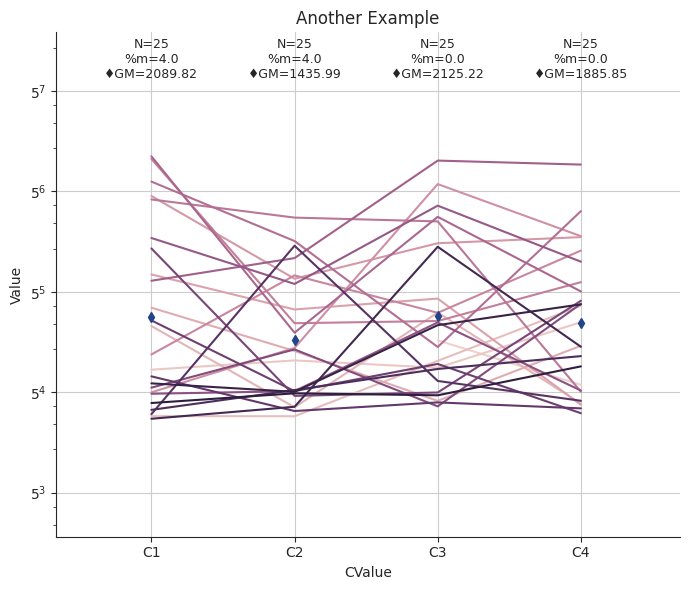 Another Example
N=25 N=25 N=25 N=25
%m=4.0 %m=4.0 %m=0.0 %m=0.0
♦GM=2089.82 ♦GM=1435.99 ♦GM=2125.22 ♦GM=1885.85
5⁷
5⁶
5⁵
5⁴
5³
Value
C1 C2 C3 C4
CValue